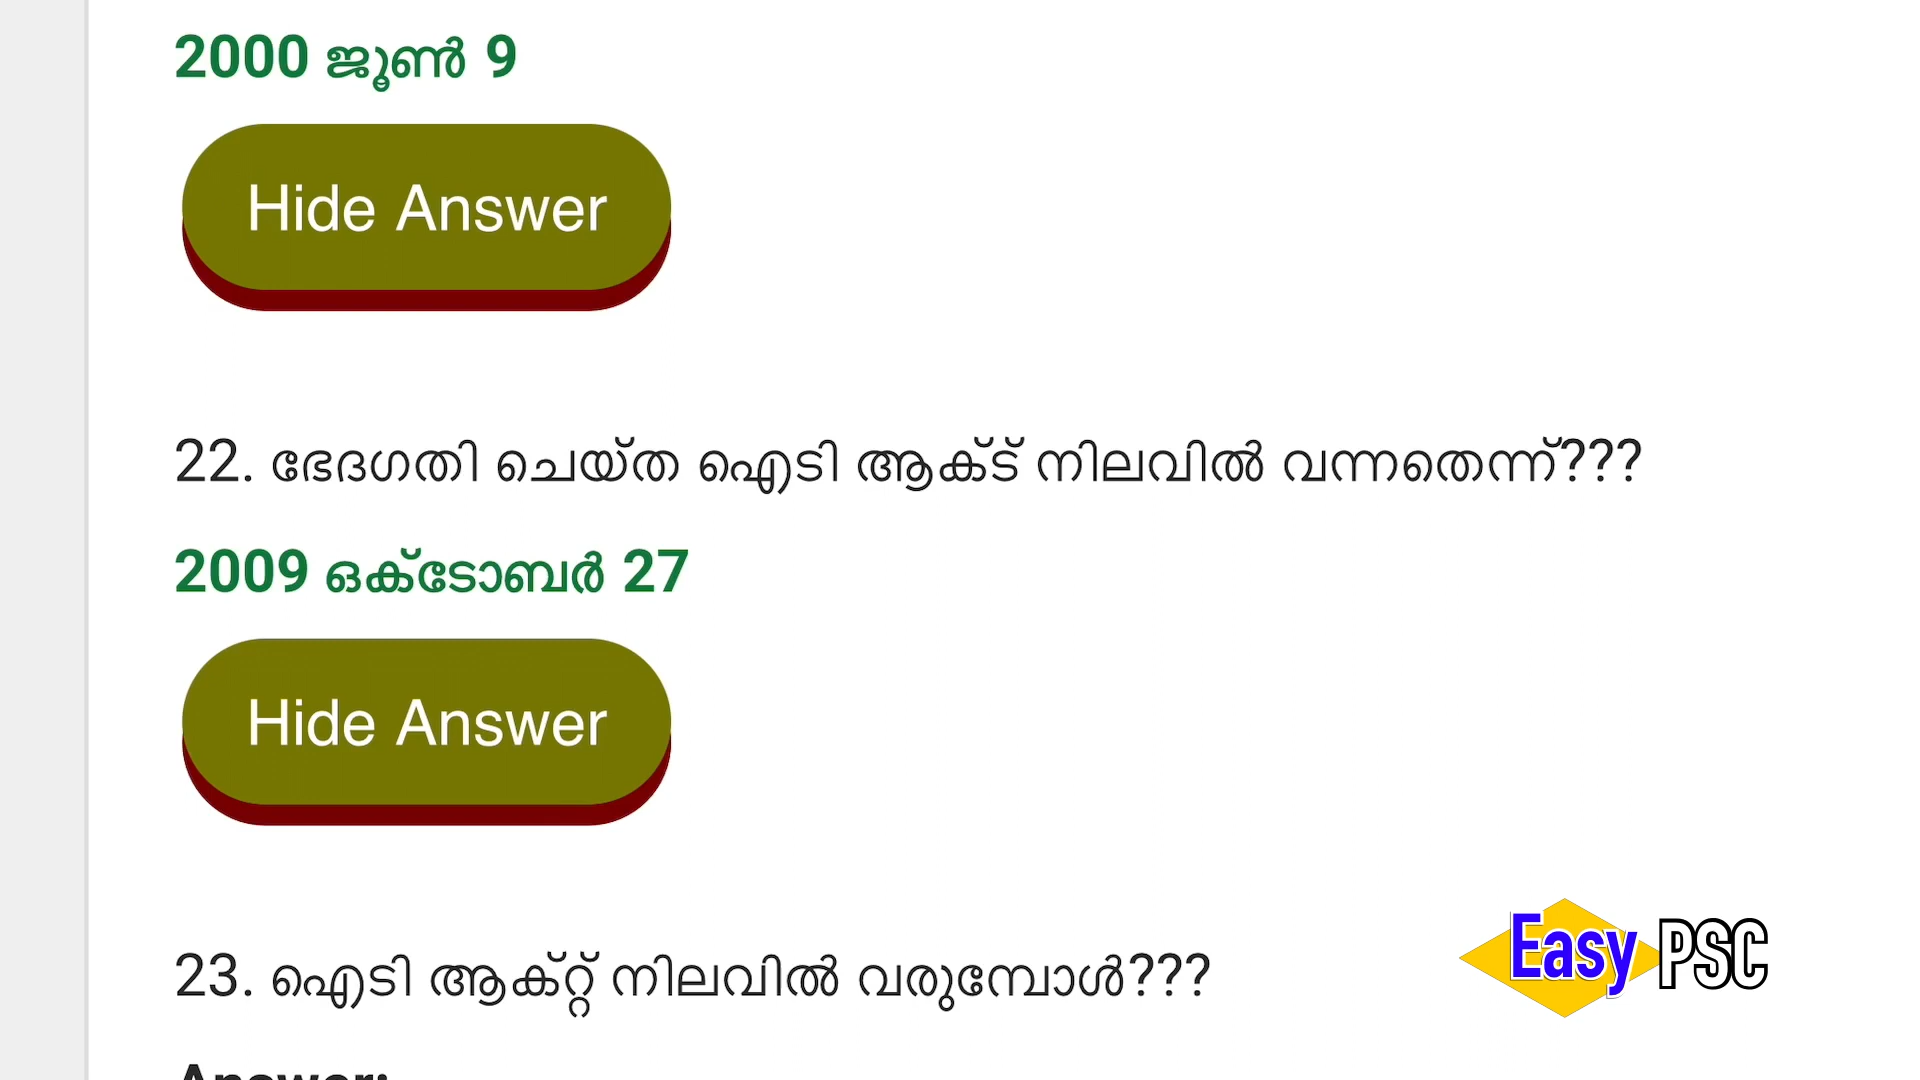 2000 ജൂൺ 9
Hide Answer
22. ഭേദഗതി ചെയ്ത ഐടി ആക്ട് നിലവിൽ വന്നതെന്ന്???
2009 ഒക്ടോബർ 27
Hide Answer
23. ഐടി ആക്റ്റ് നിലവിൽ വരുമ്പോൾ???
Easy PSC
Answer: